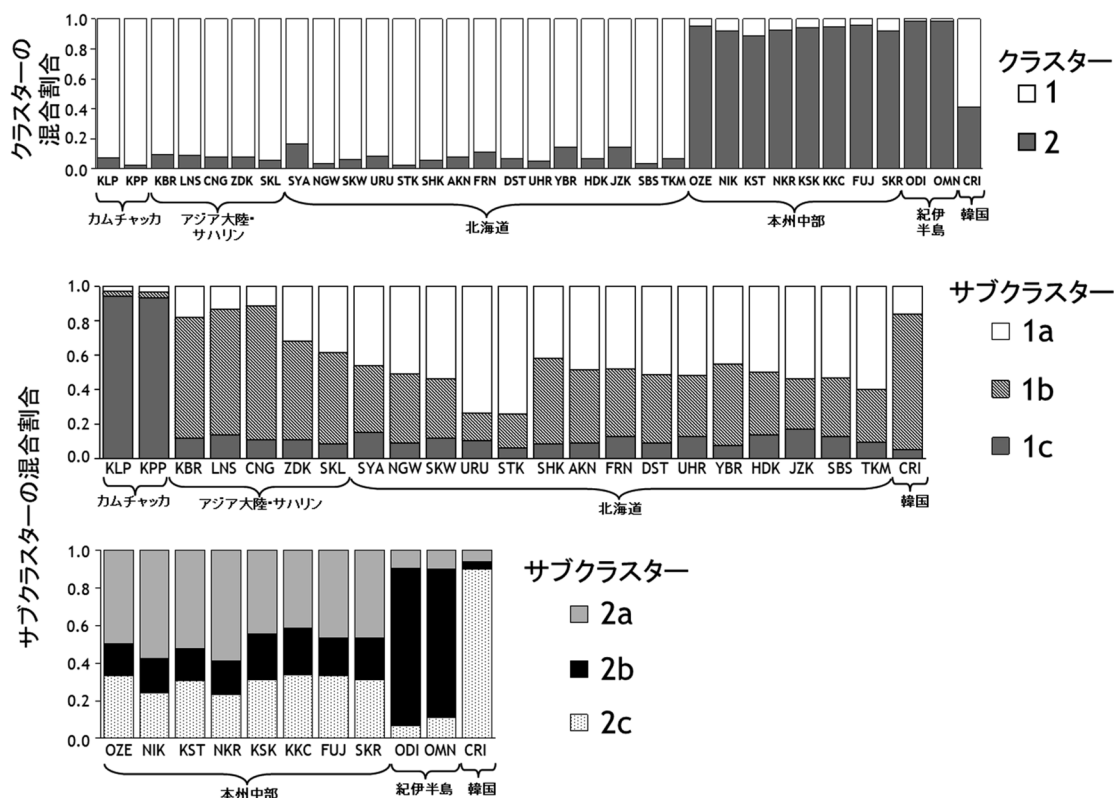 クラスターの
混合割合
1.0
0.8
0.6
0.4
0.2
0.0
KLP KPP KBR LNS CNG ZDK SKL SYA NGW SKW URU STK SHK AKN FRN DST UHR YBR HDK JZK SBS TKM OZE NIK KST NKR KSK KKC FUJ SKR ODI OMN CRI
カムチャッカ アジア大陸・ 北海道 本州中部 紀伊 韓国
サハリン 半島
クラスター
1
2
サブクラスターの混合割合
1.0
0.8
0.6
0.4
0.2
0.0
KLP KPP KBR LNS CNG ZDK SKL SYA NGW SKW URU STK SHK AKN FRN DST UHR YBR HDK JZK SBS TKM CRI
カムチャッカ アジア大陸・サハリン 北海道 韓国
サブクラスター
1a
1b
1c
1.0
0.8
0.6
0.4
0.2
0.0
OZE NIK KST NKR KSK KKC FUJ SKR ODI OMN CRI
本州中部 紀伊半島 韓国
サブクラスター
2a
2b
2c